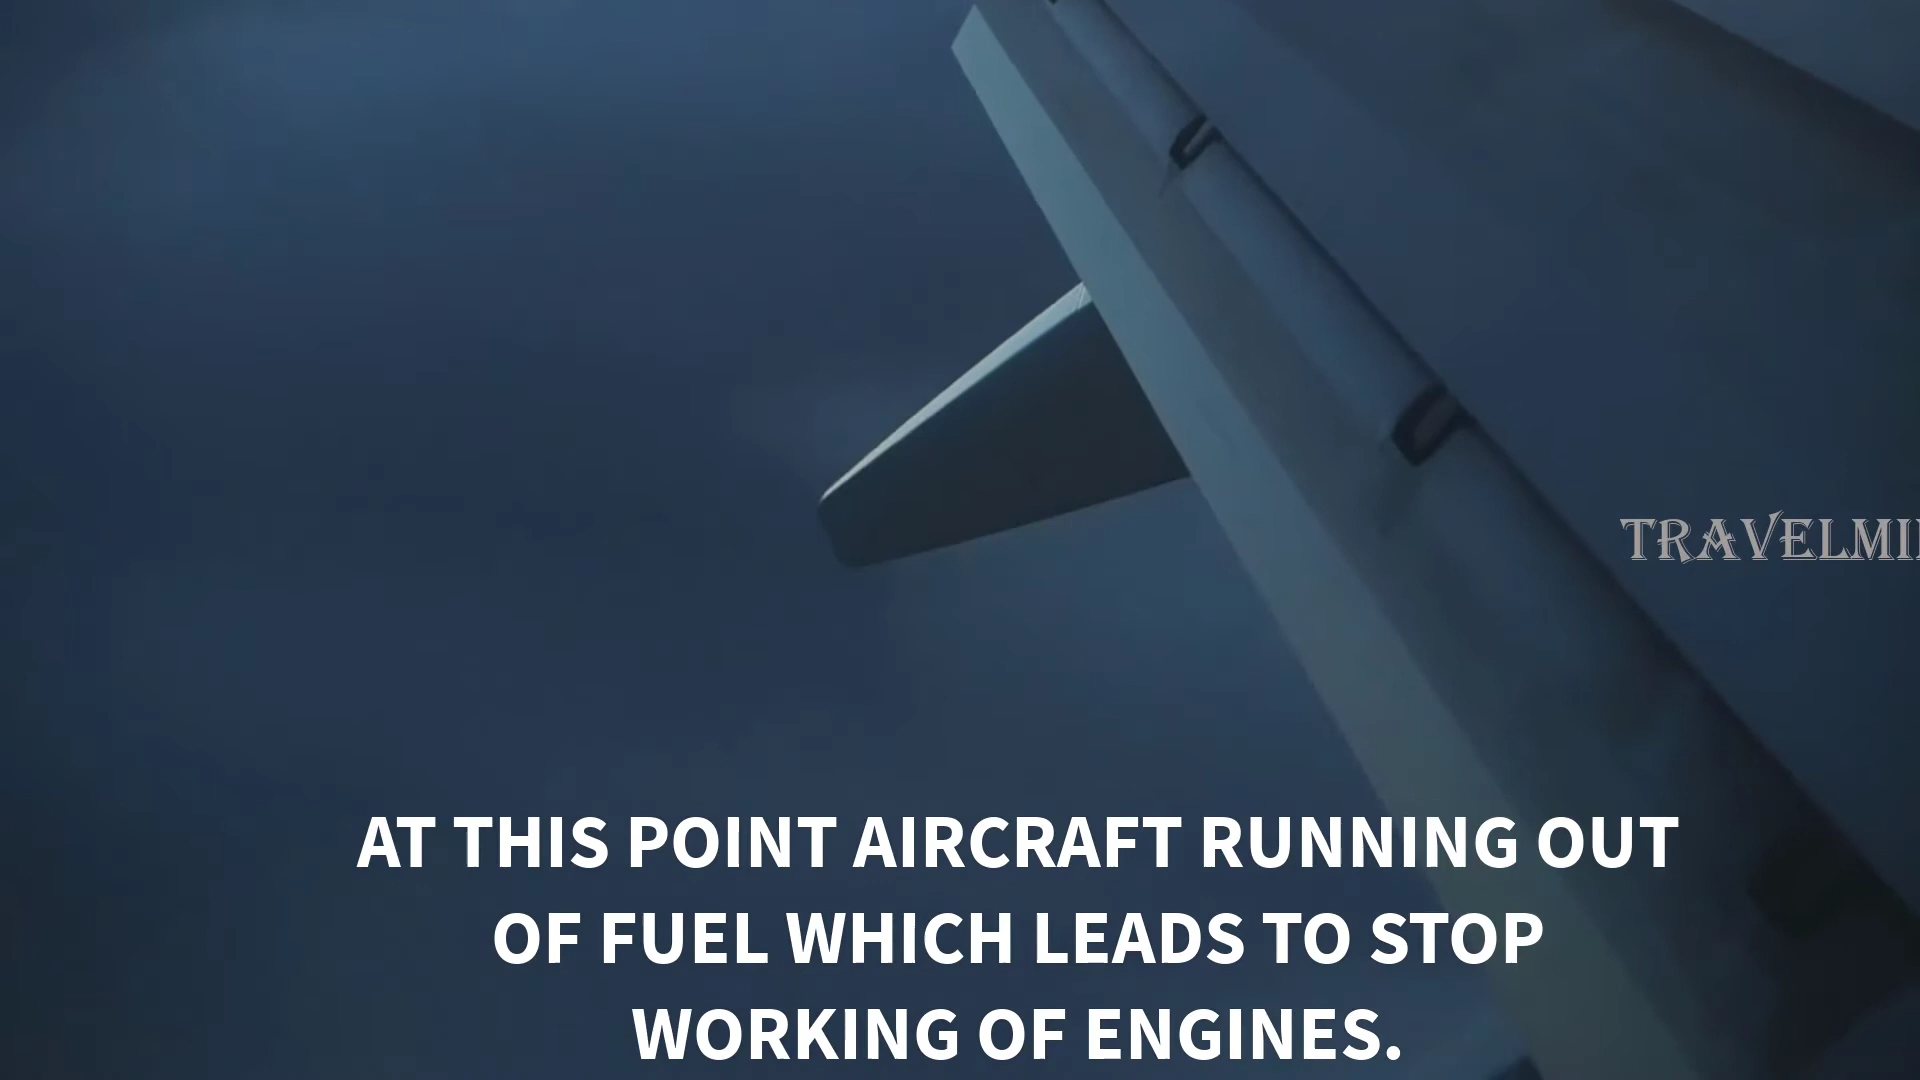 TRAVELMI
AT THIS POINT AIRCRAFT RUNNING OUT
OF FUEL WHICH LEADS TO STOP
WORKING OF ENGINES.